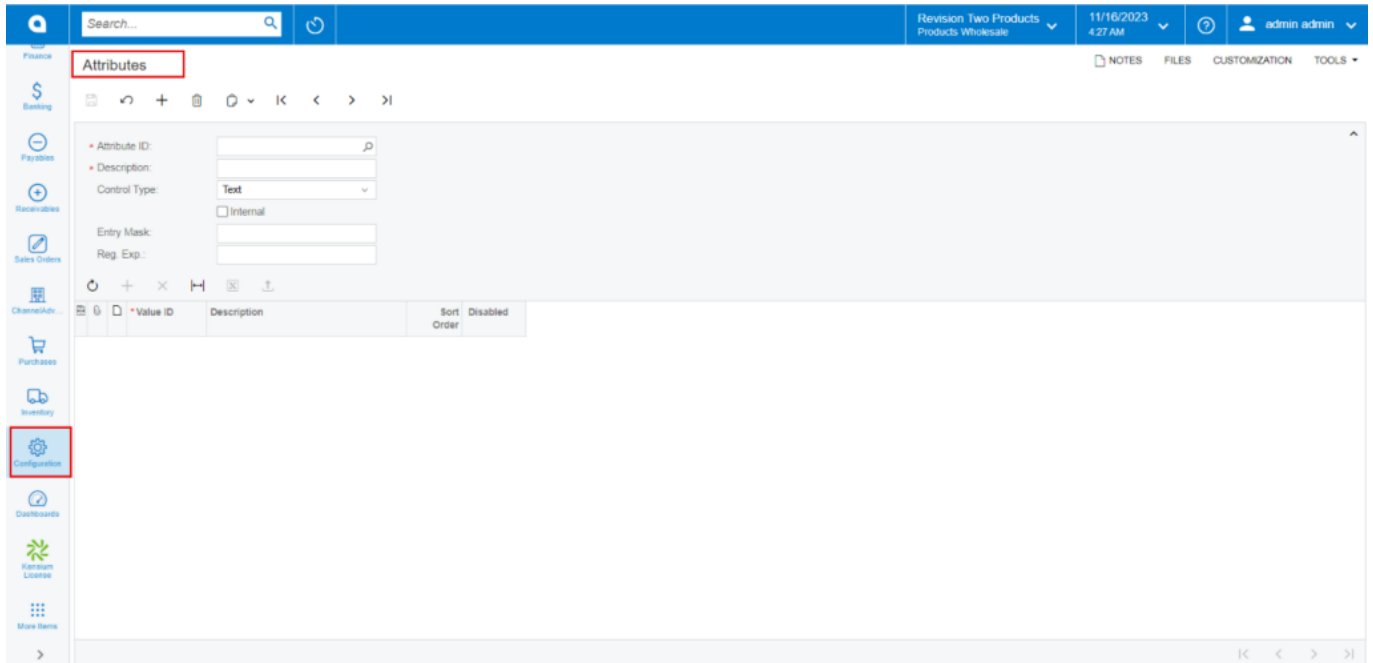 Search...
Revision Two Products
Products Wholesale
11/16/2023
4:27 AM
admin admin
Finance
Attributes
NOTES FILES CUSTOMIZATION TOOLS
Banking
Payables
Receivables
Sales Orders
ChannelAdv...
Purchases
Inventory
Configuration
Dashboards
Kensium
License
More Items
* Attribute ID:
* Description:
Control Type: Text
Internal
Entry Mask:
Reg. Exp.:
* Value ID Description Sort Order Disabled